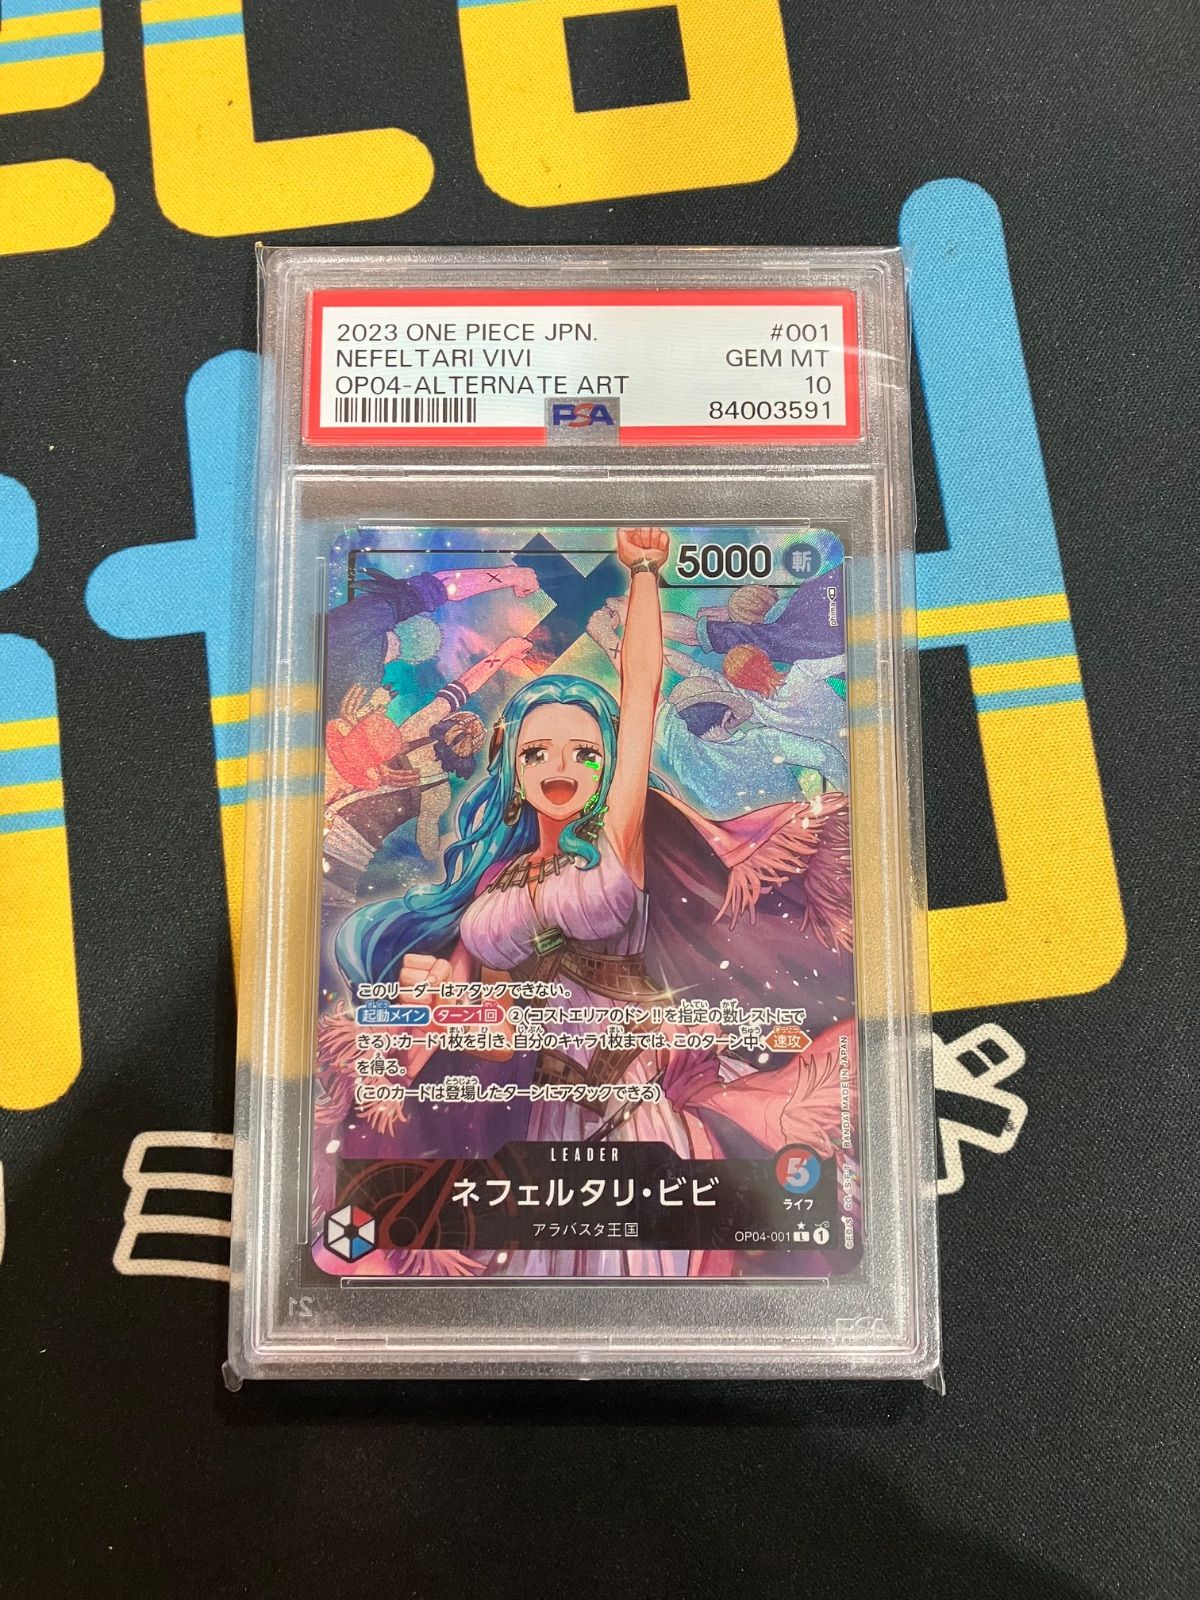 2023 ONE PIECE JPN. #001
NEFELTARI VIVI GEM MT
OP04-ALTERNATE ART 10
PSA 84003591
5000 斬
phima
このリーダーはアタックできない。
起動メイン ターン1回 ②(コストエリアのドン!!を指定の数レストにで
きる):カード1枚を引き、自分のキャラ1枚までは、このターン中、速攻
を得る。
(このカードは登場したターンにアタックできる)
LEADER
5
ライフ
ネフェルタリ・ビビ
アラバスタ王国
OP04-001 L 1
BANDAI MADE IN JAPAN
PSA